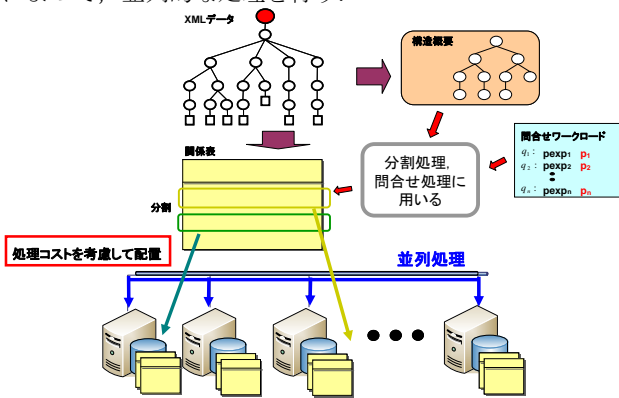 XMLデータ
構造概要
関係表
分割処理,
問合せ処理に
用いる
問合せワークロード
q₁ : pexp₁ p₁
q₂ : pexp₂ p₂
qₙ : pexpₙ pₙ
分割
処理コストを考慮して配置
並列処理